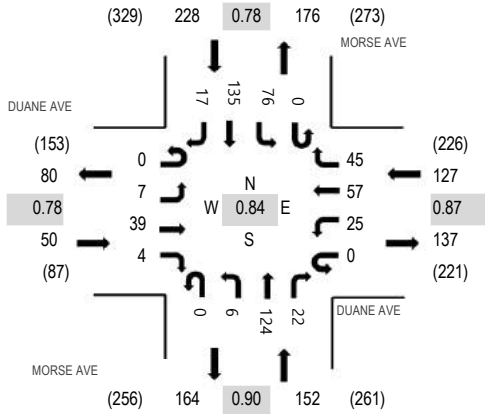 (329) 228 0.78 176 (273)
MORSE AVE
17 135 76 0
DUANE AVE
(153) (226)
80 0 45 127
7 N 57
0.78 39 W 0.84 E 25 0.87
50 4 S 0 137
(87) (221)
0 6 124 22
DUANE AVE
MORSE AVE
(256) 164 0.90 152 (261)